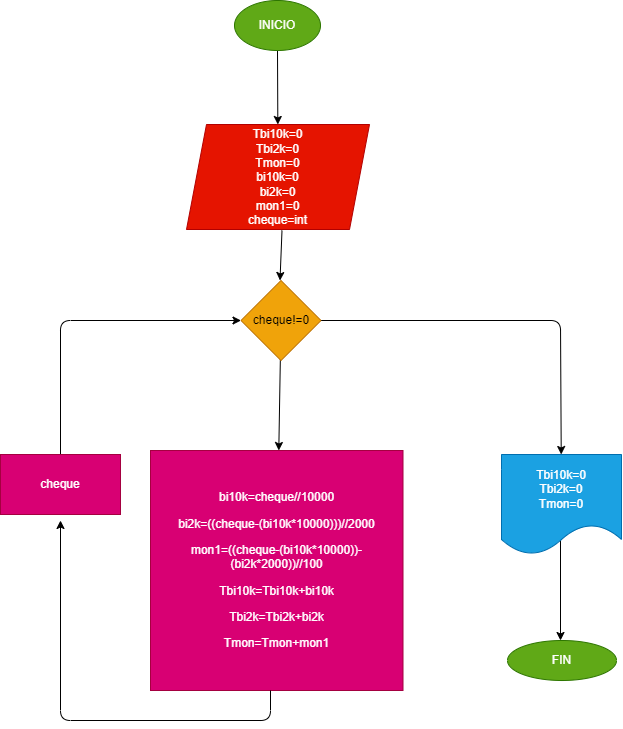 INICIO
Tbi10k=0
Tbi2k=0
Tmon=0
bi10k=0
bi2k=0
mon1=0
cheque=int
cheque!=0
cheque
bi10k=cheque//10000
bi2k=((cheque-(bi10k*10000)))//2000
mon1=((cheque-(bi10k*10000))-
(bi2k*2000))//100
Tbi10k=Tbi10k+bi10k
Tbi2k=Tbi2k+bi2k
Tmon=Tmon+mon1
Tbi10k=0
Tbi2k=0
Tmon=0
FIN